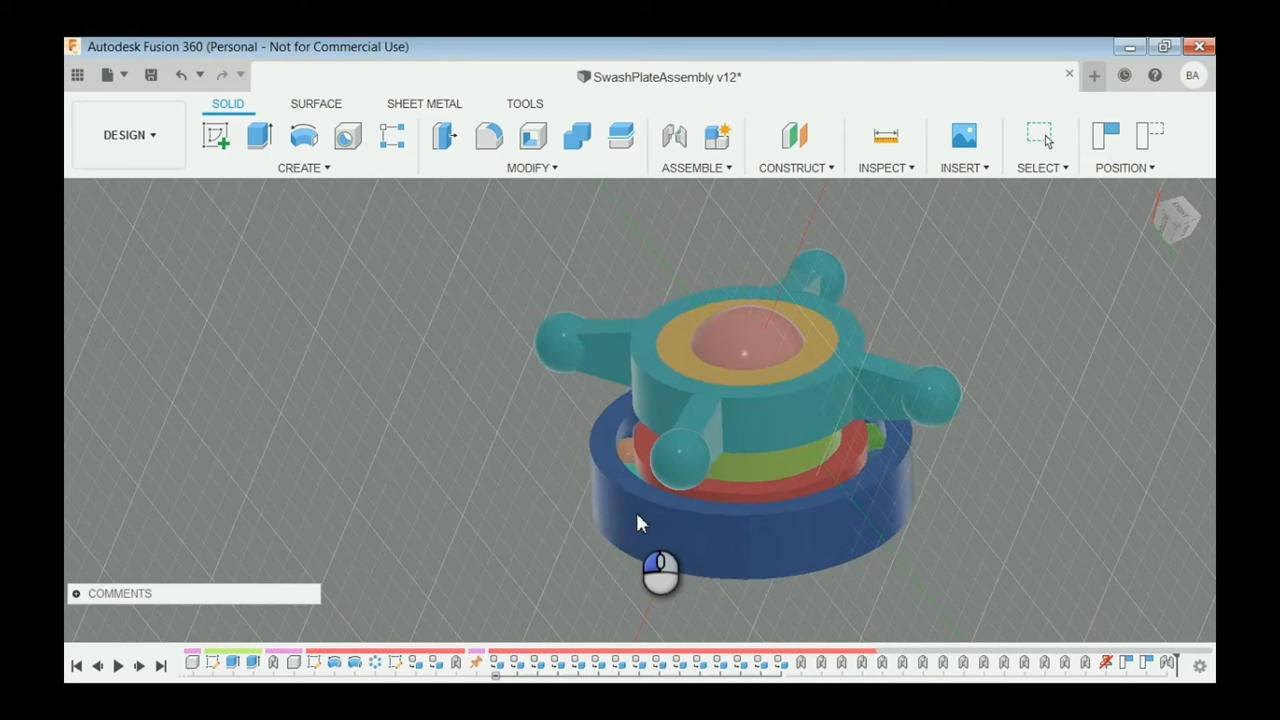 Autodesk Fusion 360 (Personal - Not for Commercial Use)
SwashPlateAssembly v12*
BA
SOLID SURFACE SHEET METAL TOOLS
DESIGN
CREATE MODIFY ASSEMBLE CONSTRUCT INSPECT INSERT SELECT POSITION
COMMENTS